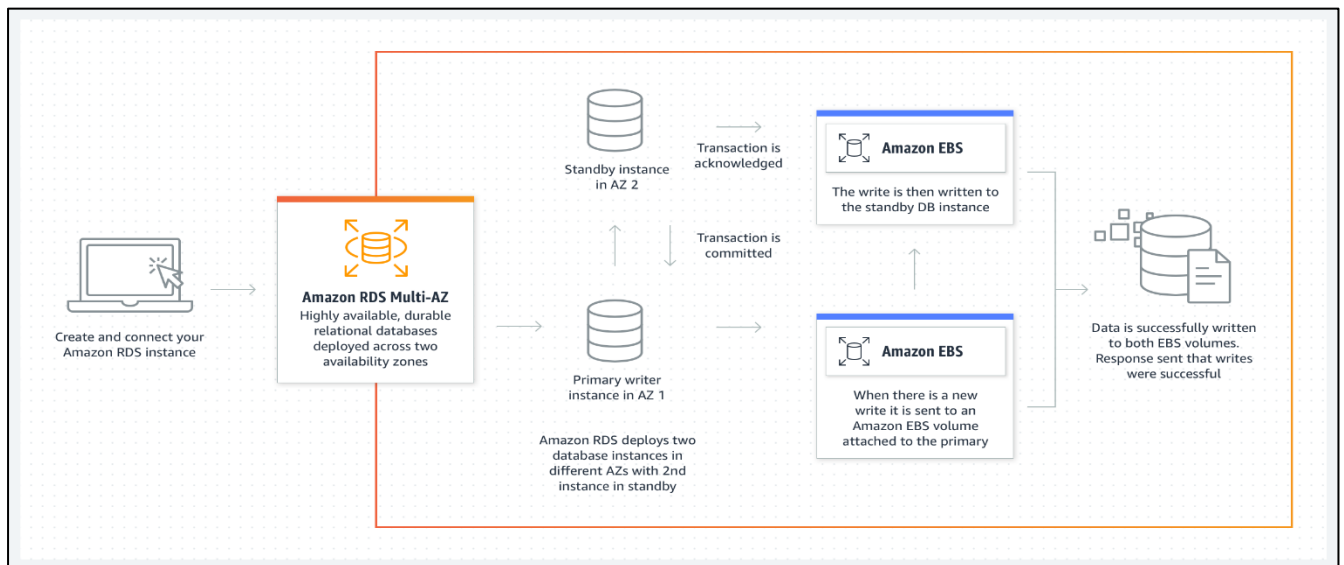 Create and connect your
Amazon RDS instance
Amazon RDS Multi-AZ
Highly available, durable
relational databases
deployed across two
availability zones
Standby instance
in AZ 2
Transaction is
acknowledged
Transaction is
committed
Primary writer
instance in AZ 1
Amazon RDS deploys two
database instances in
different AZs with 2nd
instance in standby
Amazon EBS
The write is then written to
the standby DB instance
Amazon EBS
When there is a new
write it is sent to an
Amazon EBS volume
attached to the primary
Data is successfully written
to both EBS volumes.
Response sent that writes
were successful